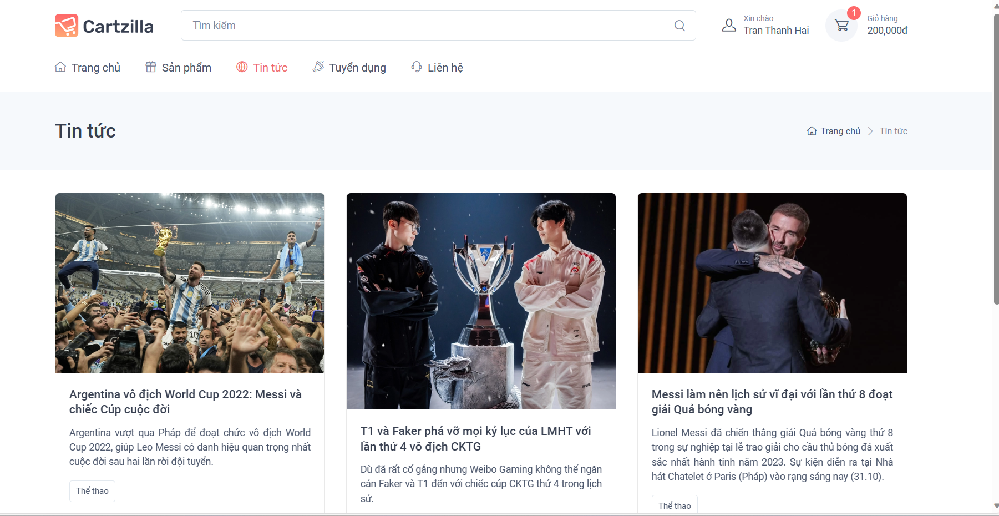 Cartzilla
Tìm kiếm
Xin chào
Tran Thanh Hai
1
Giỏ hàng
200,000đ
Trang chủ
Sản phẩm
Tin tức
Tuyển dụng
Liên hệ
Tin tức
Trang chủ
Tin tức
Argentina vô địch World Cup 2022: Messi và
chiếc Cúp cuộc đời
Argentina vượt qua Pháp để đoạt chức vô địch World
Cup 2022, giúp Leo Messi có danh hiệu quan trọng nhất
cuộc đời sau hai lần rời đội tuyển.
Thể thao
T1 và Faker phá vỡ mọi kỷ lục của LMHT với
lần thứ 4 vô địch CKTG
Dù đã rất cố gắng nhưng Weibo Gaming không thể ngăn
cản Faker và T1 đến với chiếc cúp CKTG thứ 4 trong lịch
sử.
Messi làm nên lịch sử vĩ đại với lần thứ 8 đoạt
giải Quả bóng vàng
Lionel Messi đã chiến thắng giải Quả bóng vàng thứ 8
trong sự nghiệp tại lễ trao giải cho cầu thủ bóng đá xuất
sắc nhất hành tinh năm 2023. Sự kiện diễn ra tại Nhà
hát Chatelet ở Paris (Pháp) vào rạng sáng nay (31.10).
Thể thao